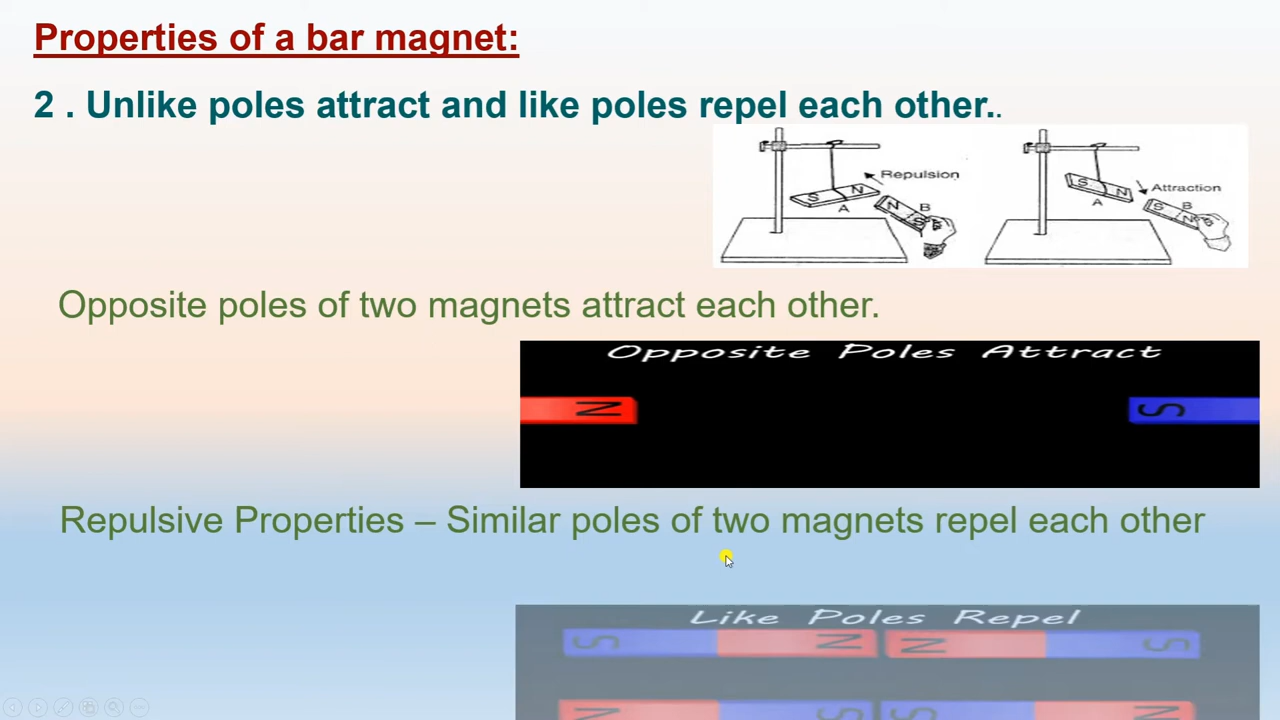 Properties of a bar magnet:
2 . Unlike poles attract and like poles repel each other..
Repulsion
S N
A
N B
S
Attraction
S N
A
S B
N
Opposite poles of two magnets attract each other.
Opposite Poles Attract
N S
Repulsive Properties – Similar poles of two magnets repel each other
Like Poles Repel
S N N S
N S S N